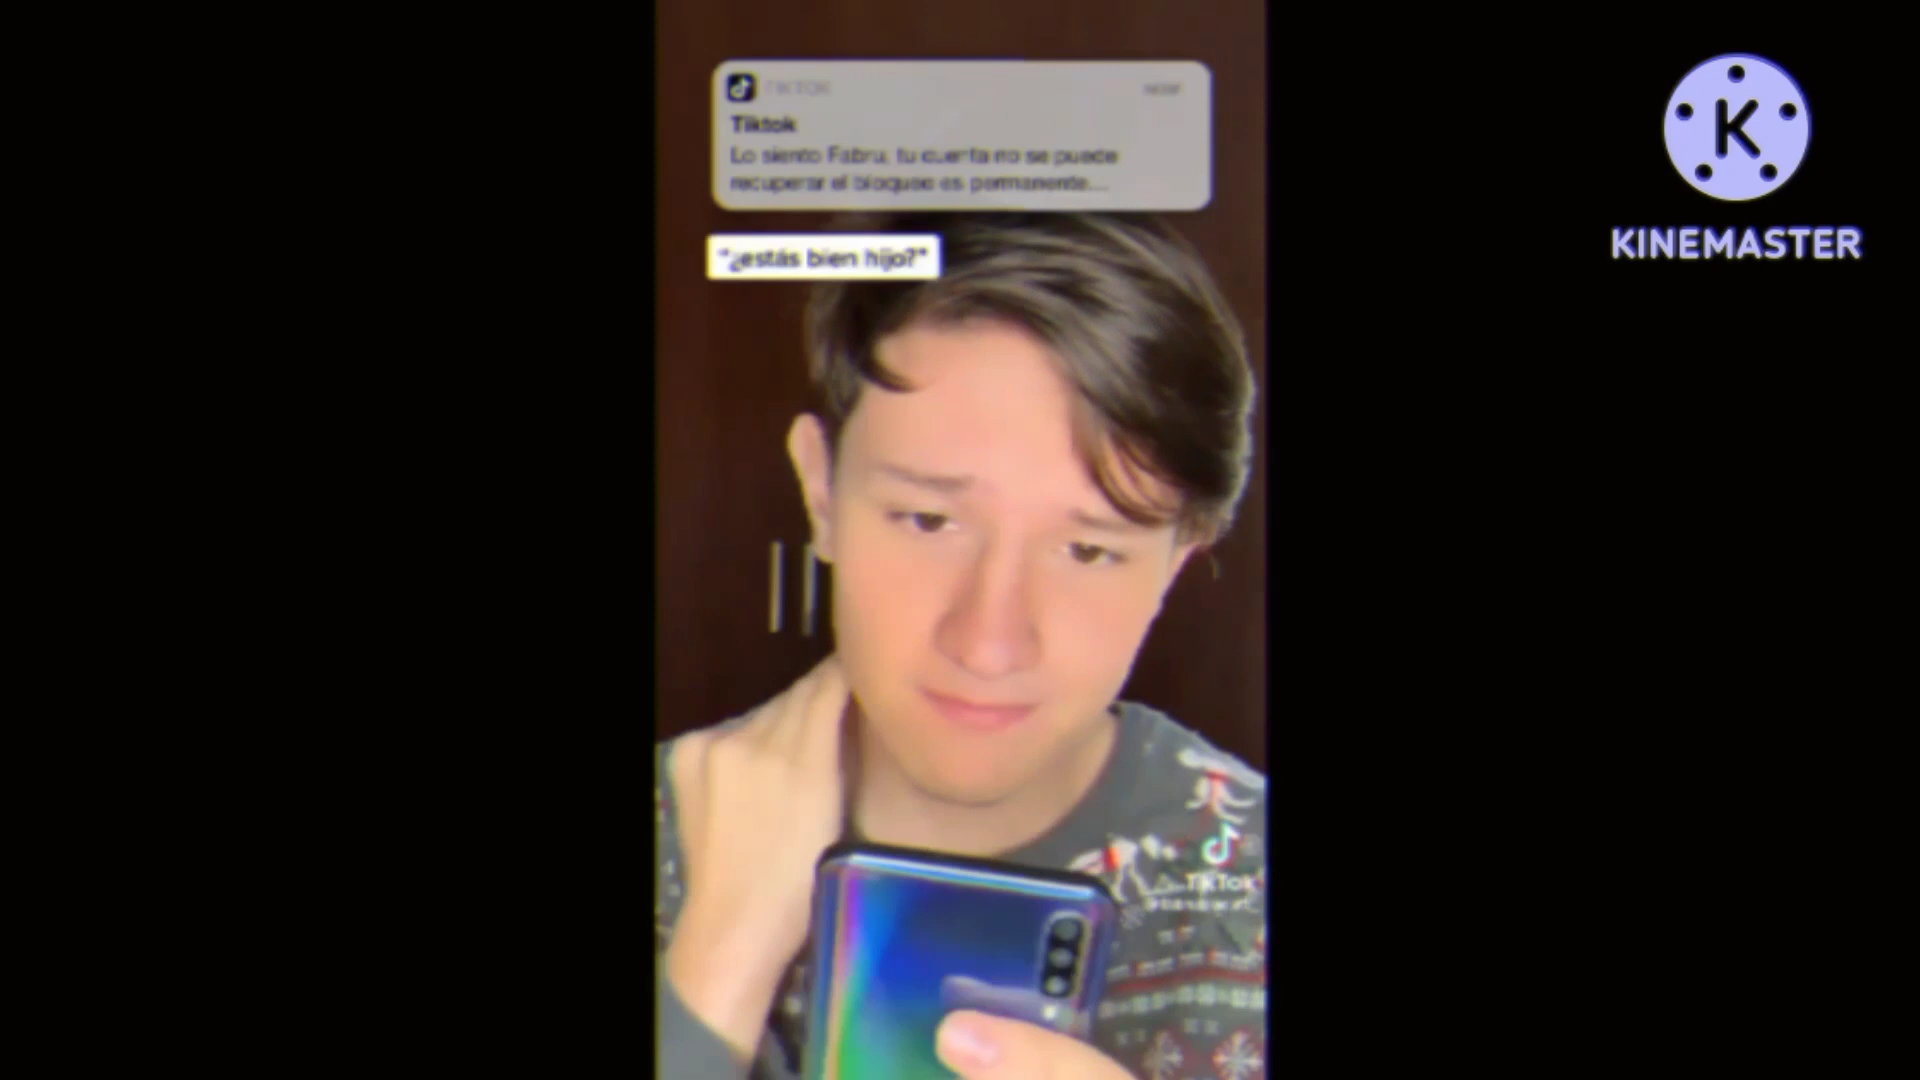 TIKTOK
Tiktok
Lo siento Fabru, tu cuenta no se puede
recuperar el bloqueo es permanente...
"¿estás bien hijo?"
K
KINEMASTER
TikTok